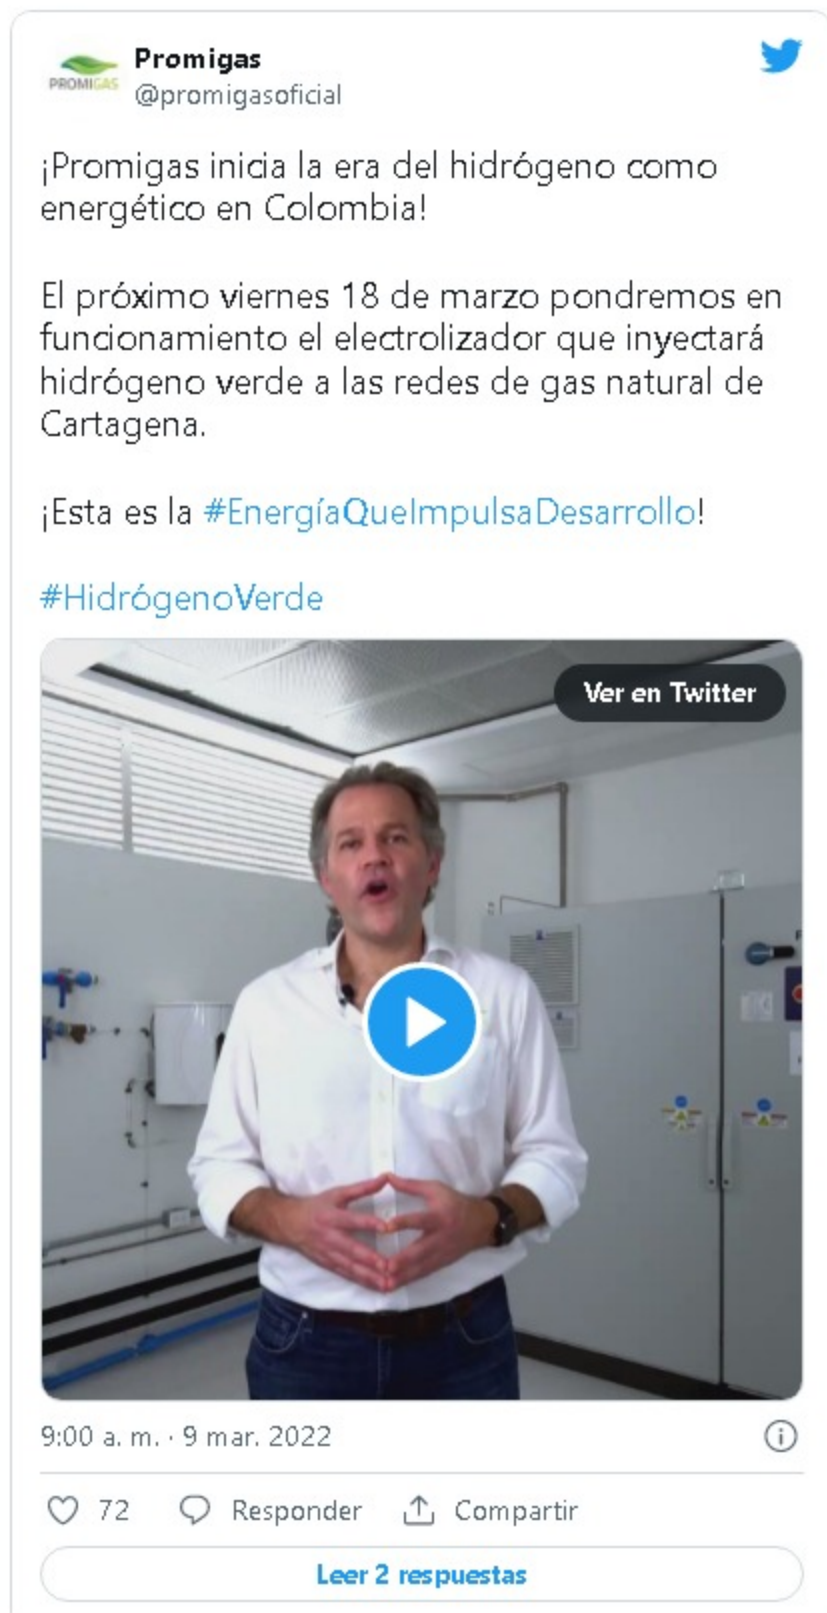 Promigas
PROMIGAS
@promigasoficial
¡Promigas inicia la era del hidrógeno como
energético en Colombia!
El próximo viernes 18 de marzo pondremos en
funcionamiento el electrolizador que inyectará
hidrógeno verde a las redes de gas natural de
Cartagena.
¡Esta es la #EnergíaQueImpulsaDesarrollo!
#HidrógenoVerde
Ver en Twitter
9:00 a. m. · 9 mar. 2022
72 Responder Compartir
Leer 2 respuestas